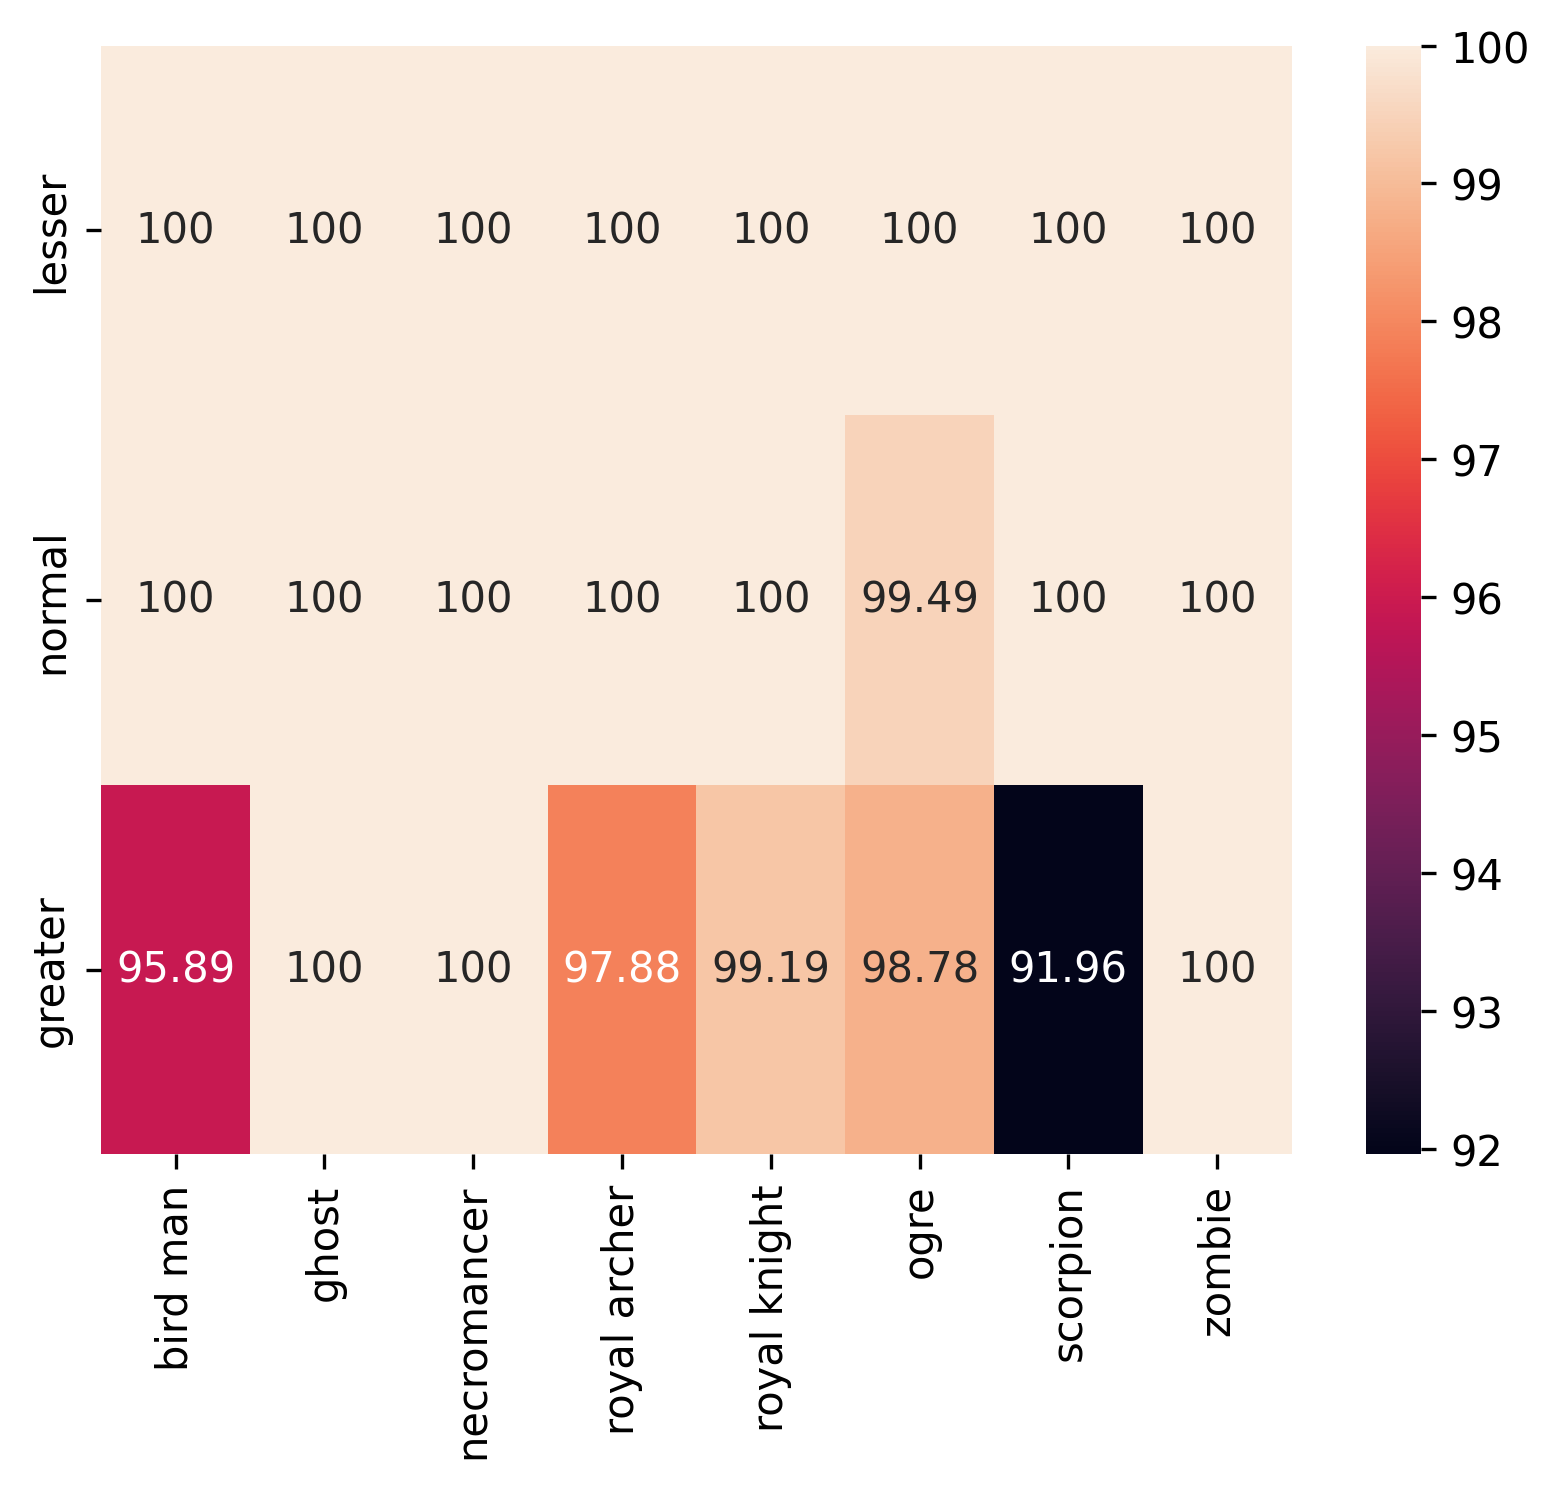 100
lesser 100 100 100 100 100 100 100 100
99
98
97
normal 100 100 100 100 100 99.49 100 100
96
95
94
greater 95.89 100 100 97.88 99.19 98.78 91.96 100
93
92
bird man
ghost
necromancer
royal archer
royal knight
ogre
scorpion
zombie